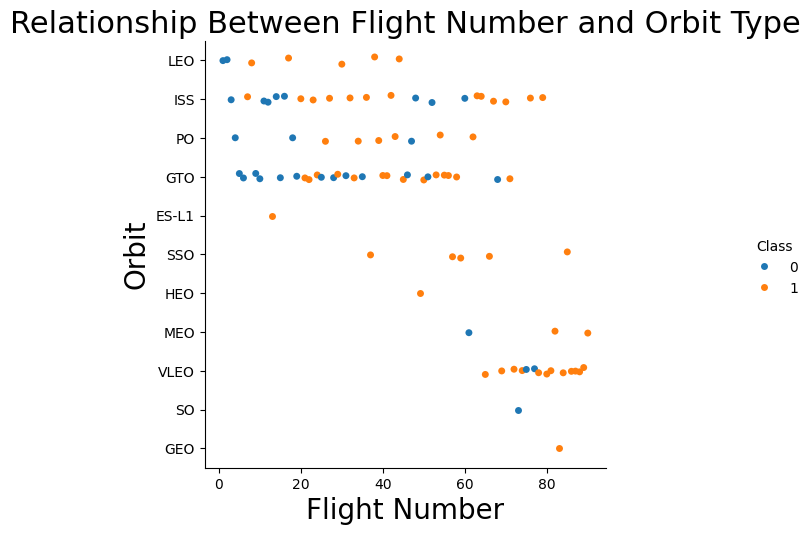 Relationship Between Flight Number and Orbit Type
LEO
ISS
PO
GTO
ES-L1
SSO
HEO
MEO
VLEO
SO
GEO
Orbit
0
20
40
60
80
Flight Number
Class
0
1